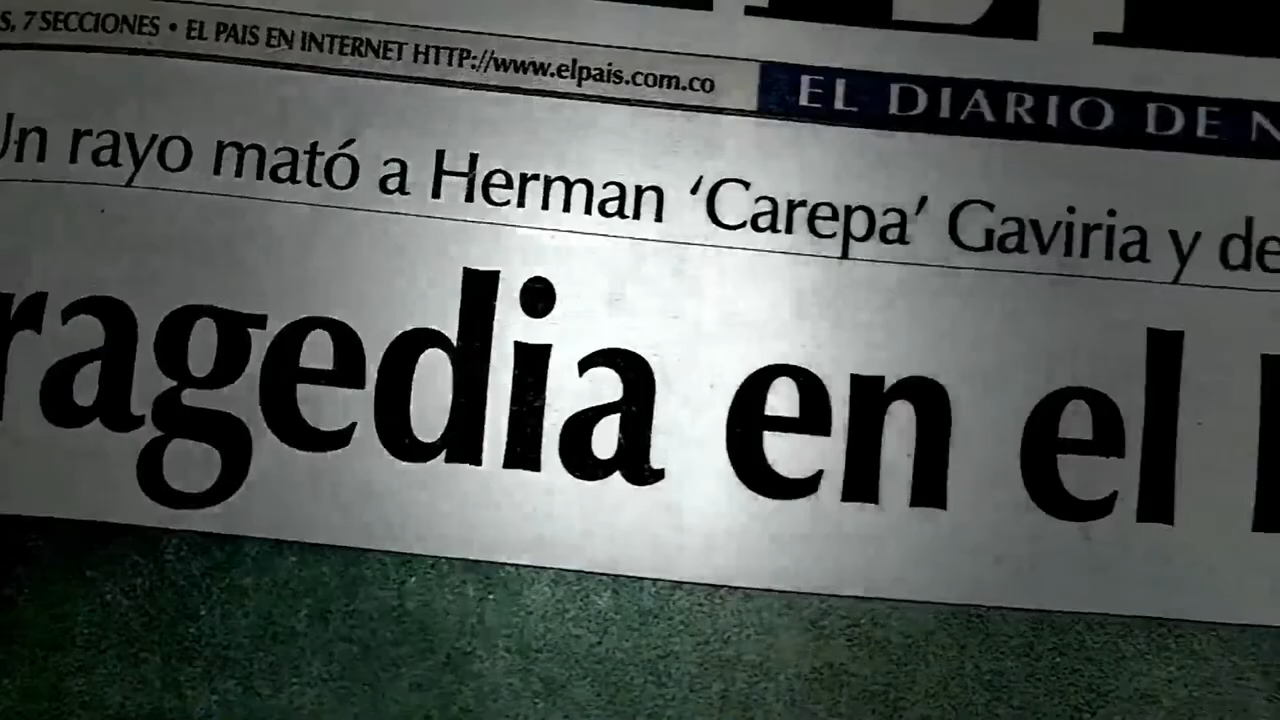 S, 7 SECCIONES • EL PAIS EN INTERNET HTTP://www.elpais.com.co
EL DIARIO DE N
Un rayo mató a Herman ‘Carepa’ Gaviria y de
ragedia en el